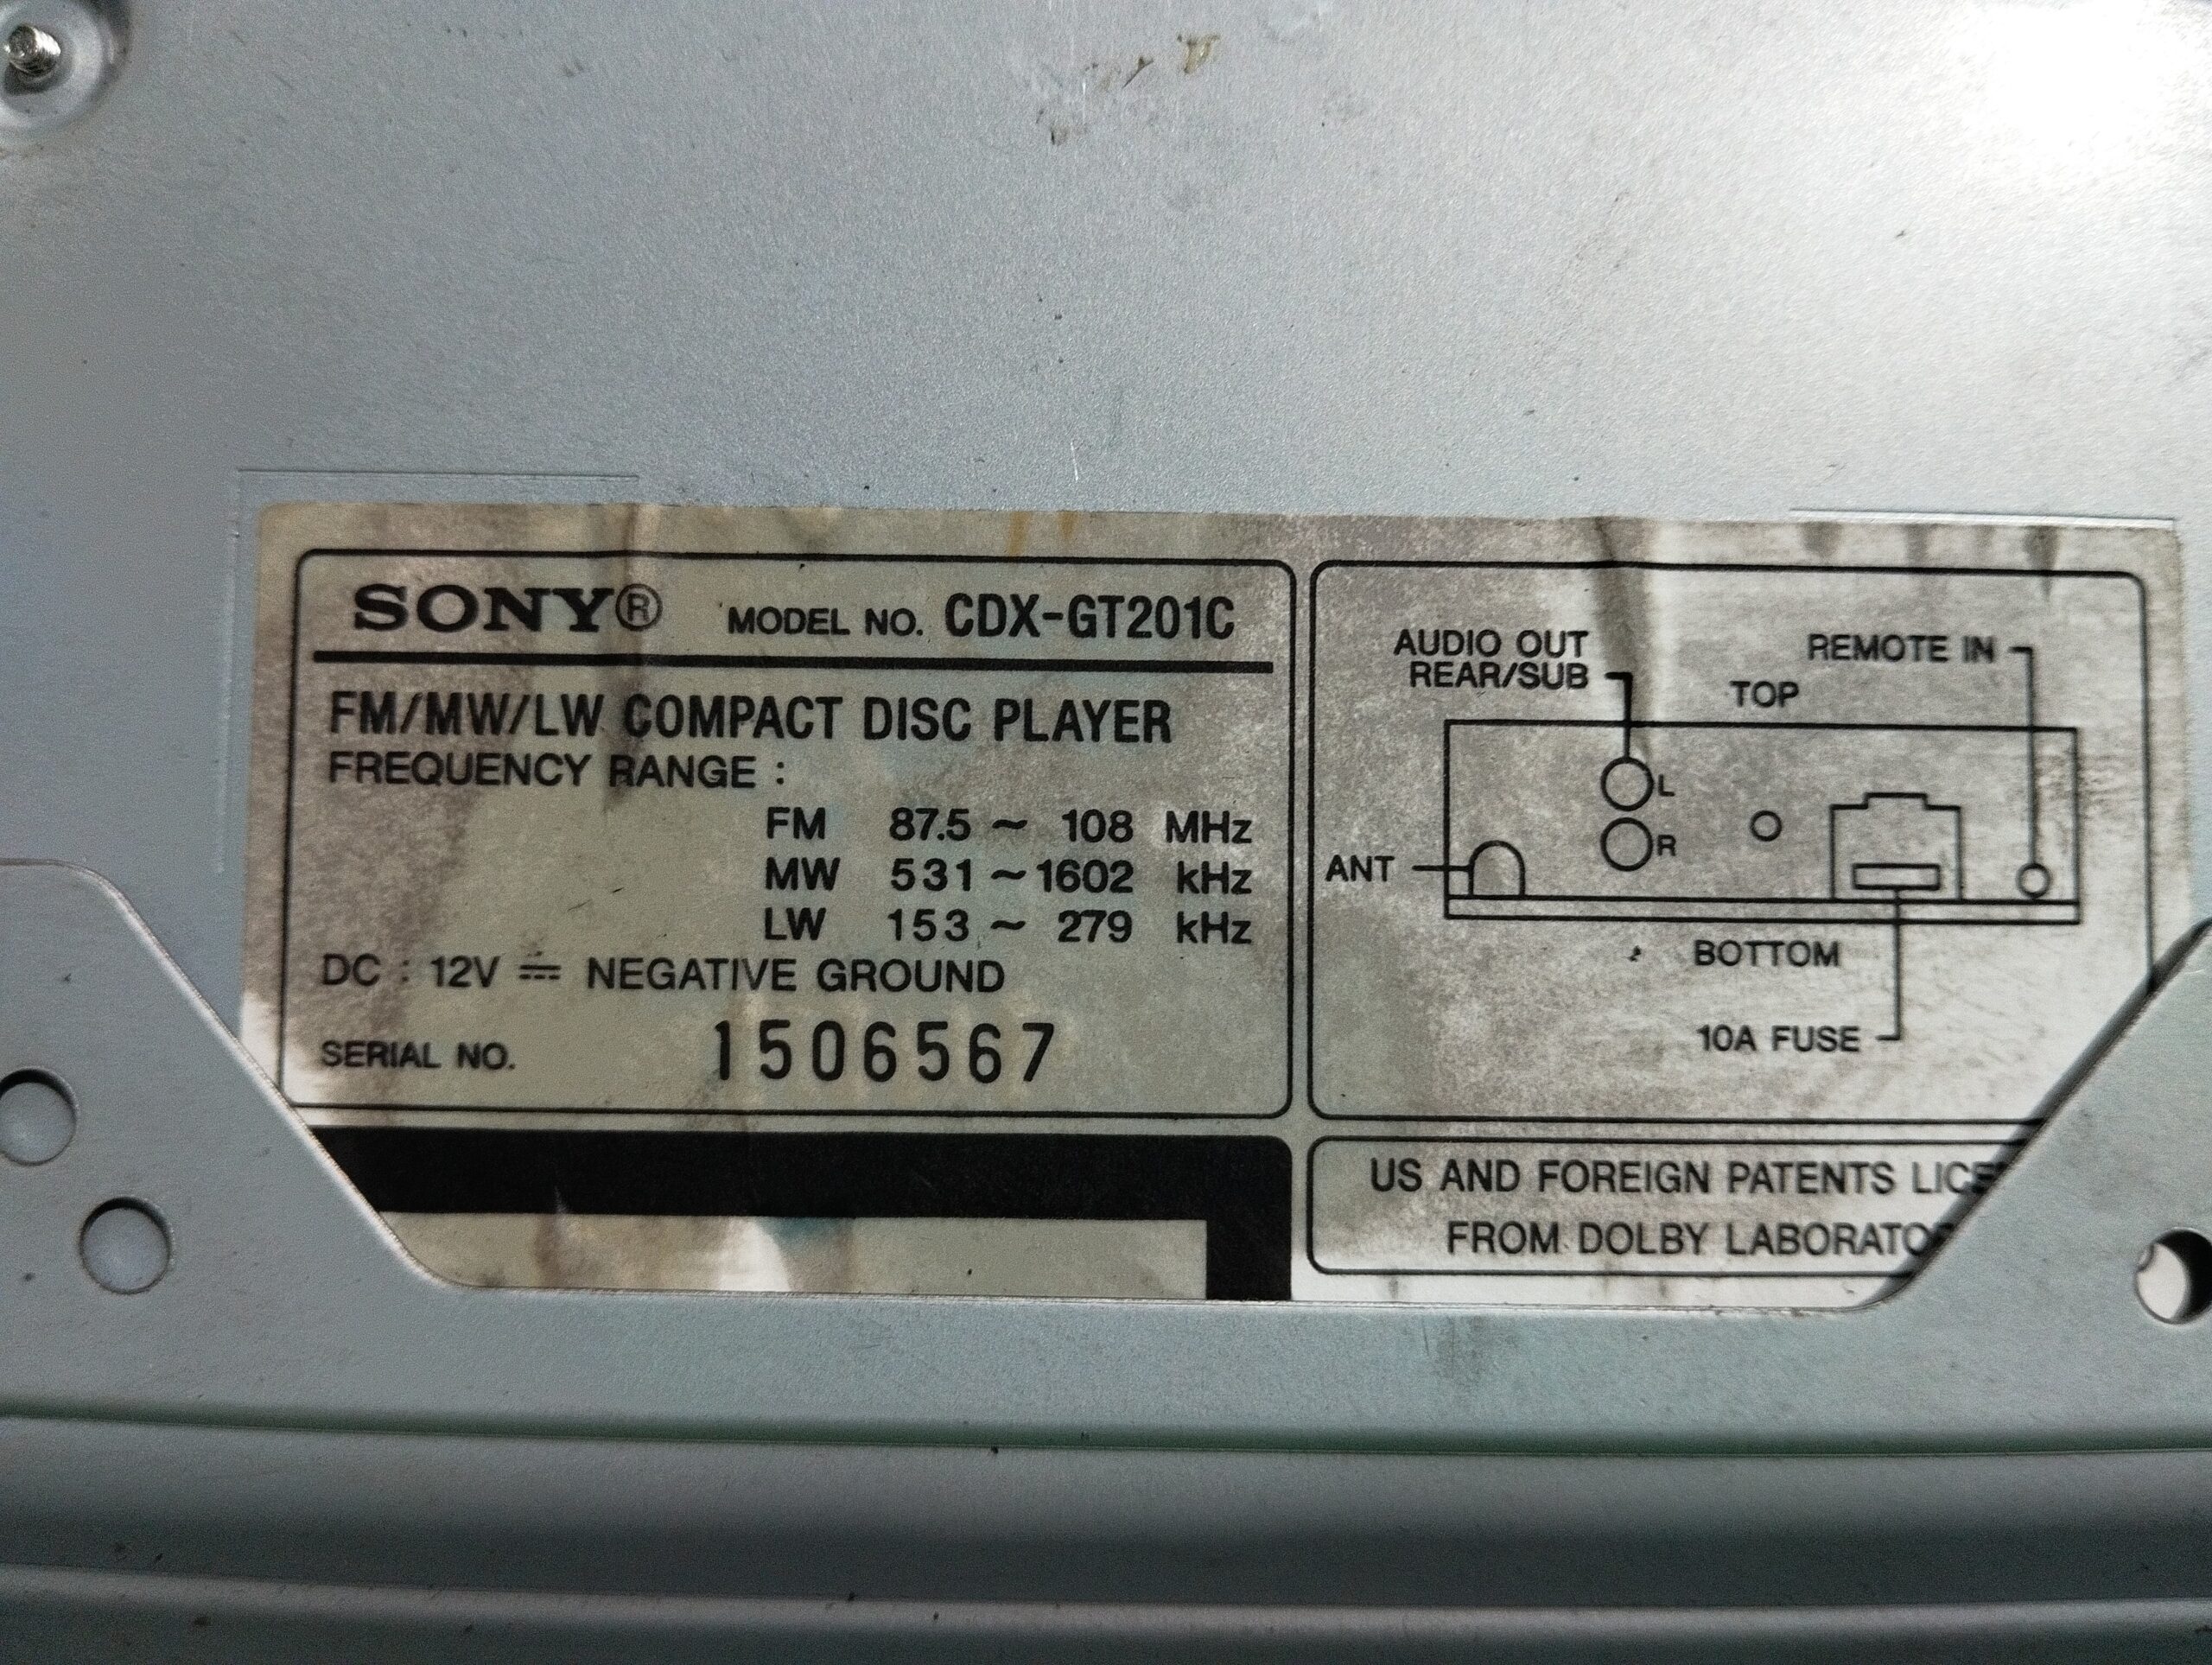 SONY® MODEL NO. CDX-GT201C
FM/MW/LW COMPACT DISC PLAYER
FREQUENCY RANGE :
FM 87.5 ~ 108 MHz
MW 531 ~ 1602 kHz
LW 153 ~ 279 kHz
DC : 12V ⎓ NEGATIVE GROUND
SERIAL NO. 1506567
AUDIO OUT
REAR/SUB
REMOTE IN
TOP
L
R
ANT
BOTTOM
10A FUSE
US AND FOREIGN PATENTS
FROM DOLBY